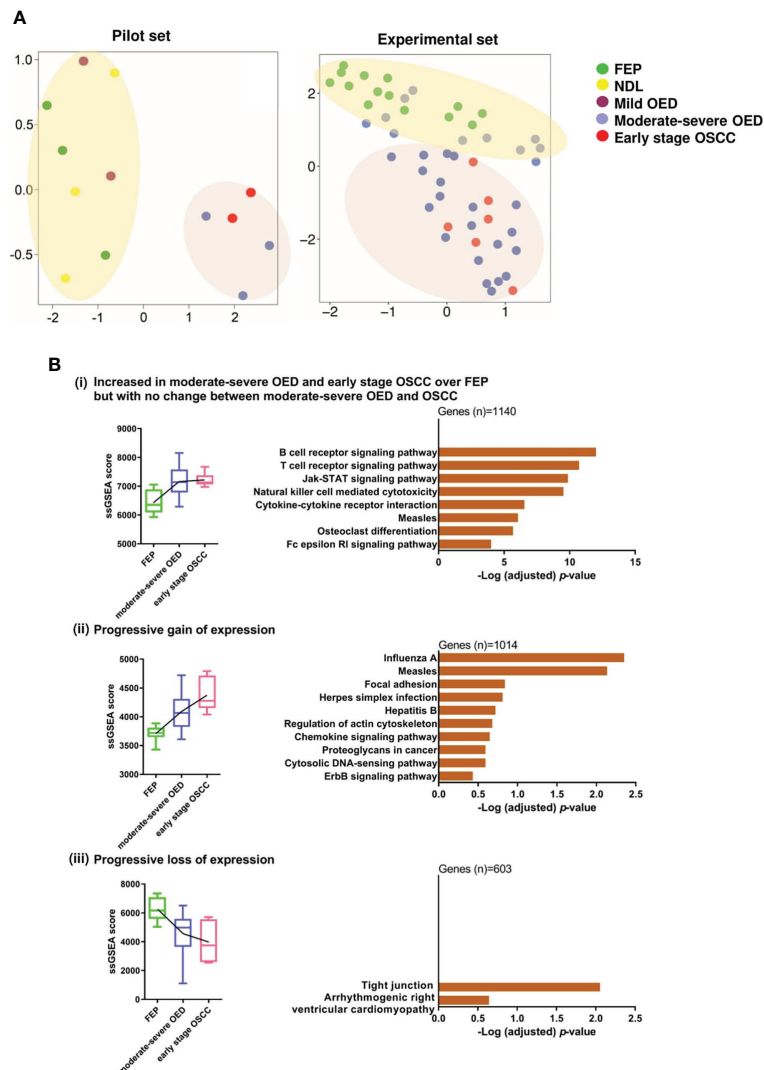 A
Pilot set
Experimental set
1.0
0.5
0.0
-0.5
-2
-1
0
1
2
2
0
−2
-2
-1
0
1
FEP
NDL
Mild OED
Moderate-severe OED
Early stage OSCC
B
(i) Increased in moderate-severe OED and early stage OSCC over FEP
but with no change between moderate-severe OED and OSCC
ssGSEA score
9000
8000
7000
6000
5000
FEP
moderate-severe OED
early stage OSCC
Genes (n)=1140
B cell receptor signaling pathway
T cell receptor signaling pathway
Jak-STAT signaling pathway
Natural killer cell mediated cytotoxicity
Cytokine-cytokine receptor interaction
Measles
Osteoclast differentiation
Fc epsilon RI signaling pathway
0
5
10
15
-Log (adjusted) p-value
(ii) Progressive gain of expression
ssGSEA score
5000
4500
4000
3500
3000
FEP
moderate-severe OED
early stage OSCC
Genes (n)=1014
Influenza A
Measles
Focal adhesion
Herpes simplex infection
Hepatitis B
Regulation of actin cytoskeleton
Chemokine signaling pathway
Proteoglycans in cancer
Cytosolic DNA-sensing pathway
ErbB signaling pathway
0.0
0.5
1.0
1.5
2.0
2.5
-Log (adjusted) p-value
(iii) Progressive loss of expression
ssGSEA score
8000
6000
4000
2000
0
FEP
moderate-severe OED
early stage OSCC
Genes (n)=603
Tight junction
Arrhythmogenic right
ventricular cardiomyopathy
0.0
0.5
1.0
1.5
2.0
2.5
-Log (adjusted) p-value